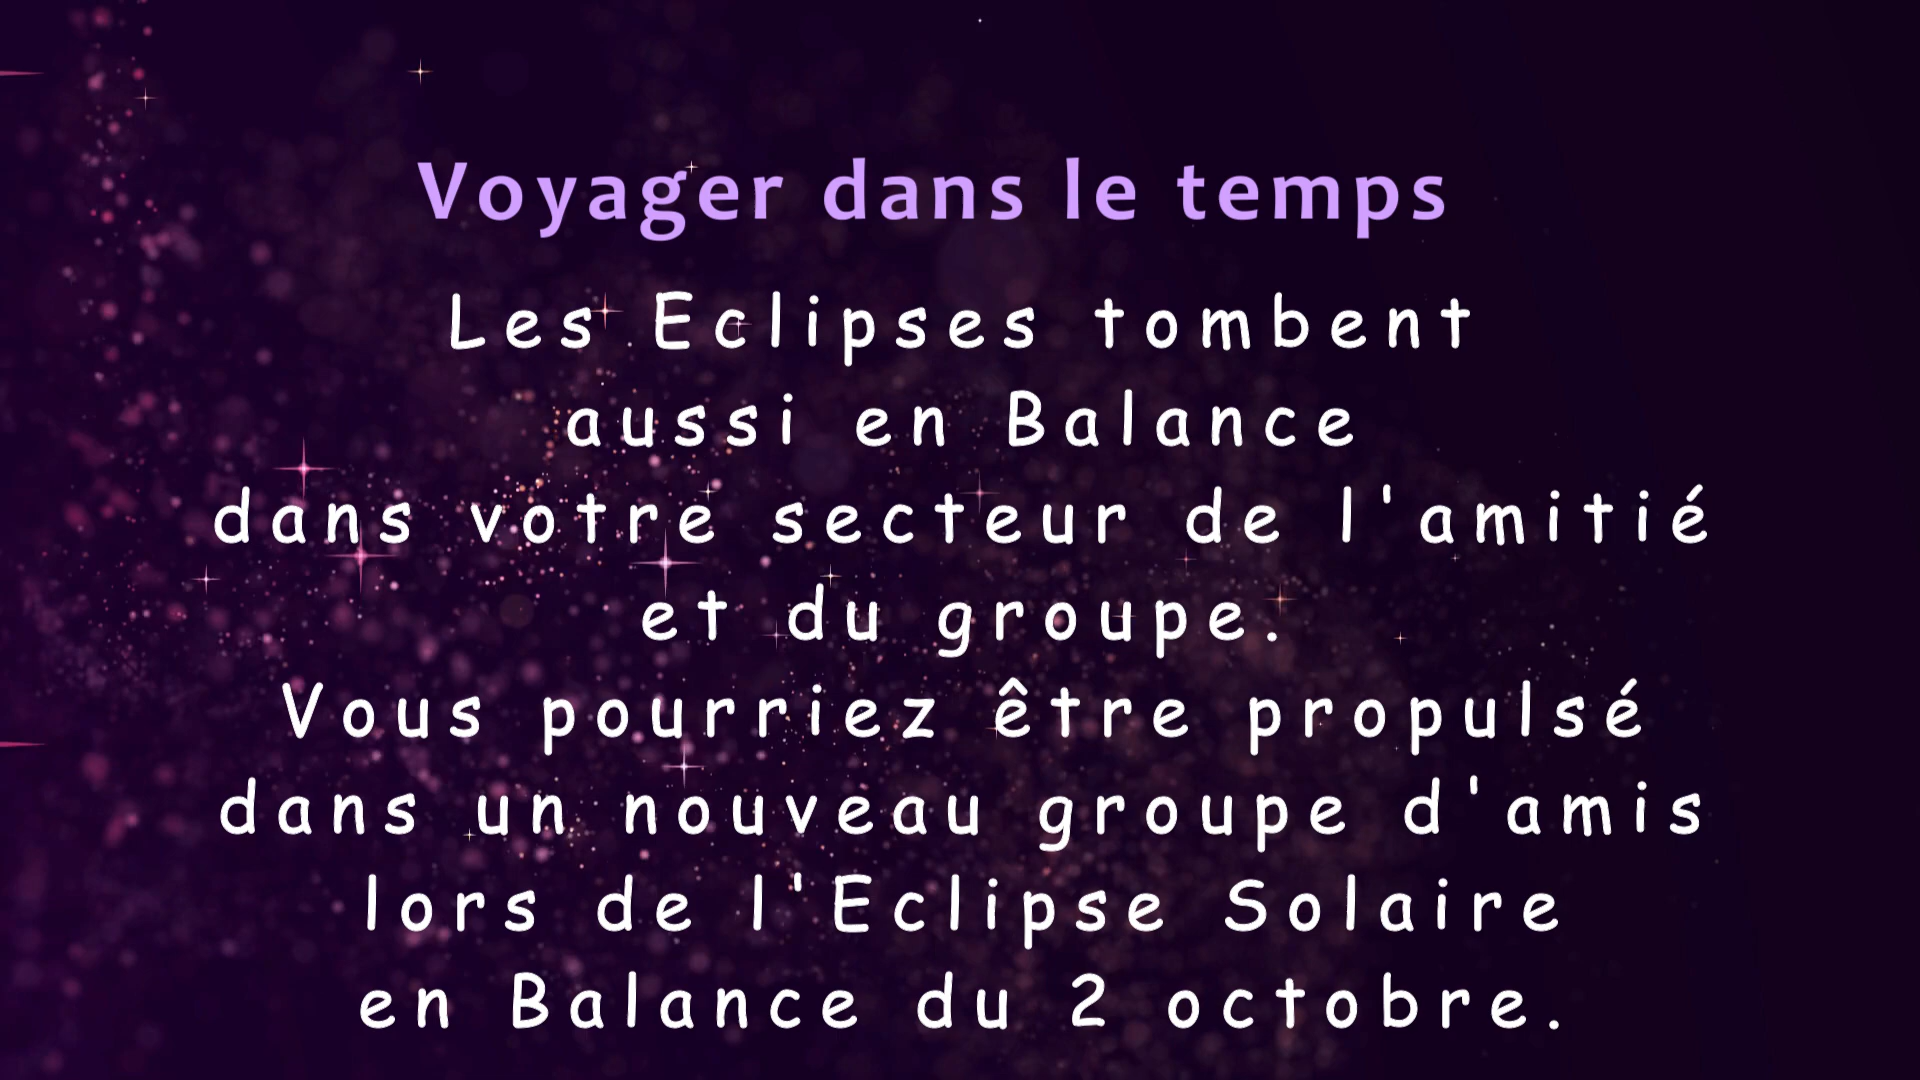 Voyager dans le temps
Les Eclipses tombent
aussi en Balance
dans votre secteur de l'amitié
et du groupe.
Vous pourriez être propulsé
dans un nouveau groupe d'amis
lors de l'Eclipse Solaire
en Balance du 2 octobre.